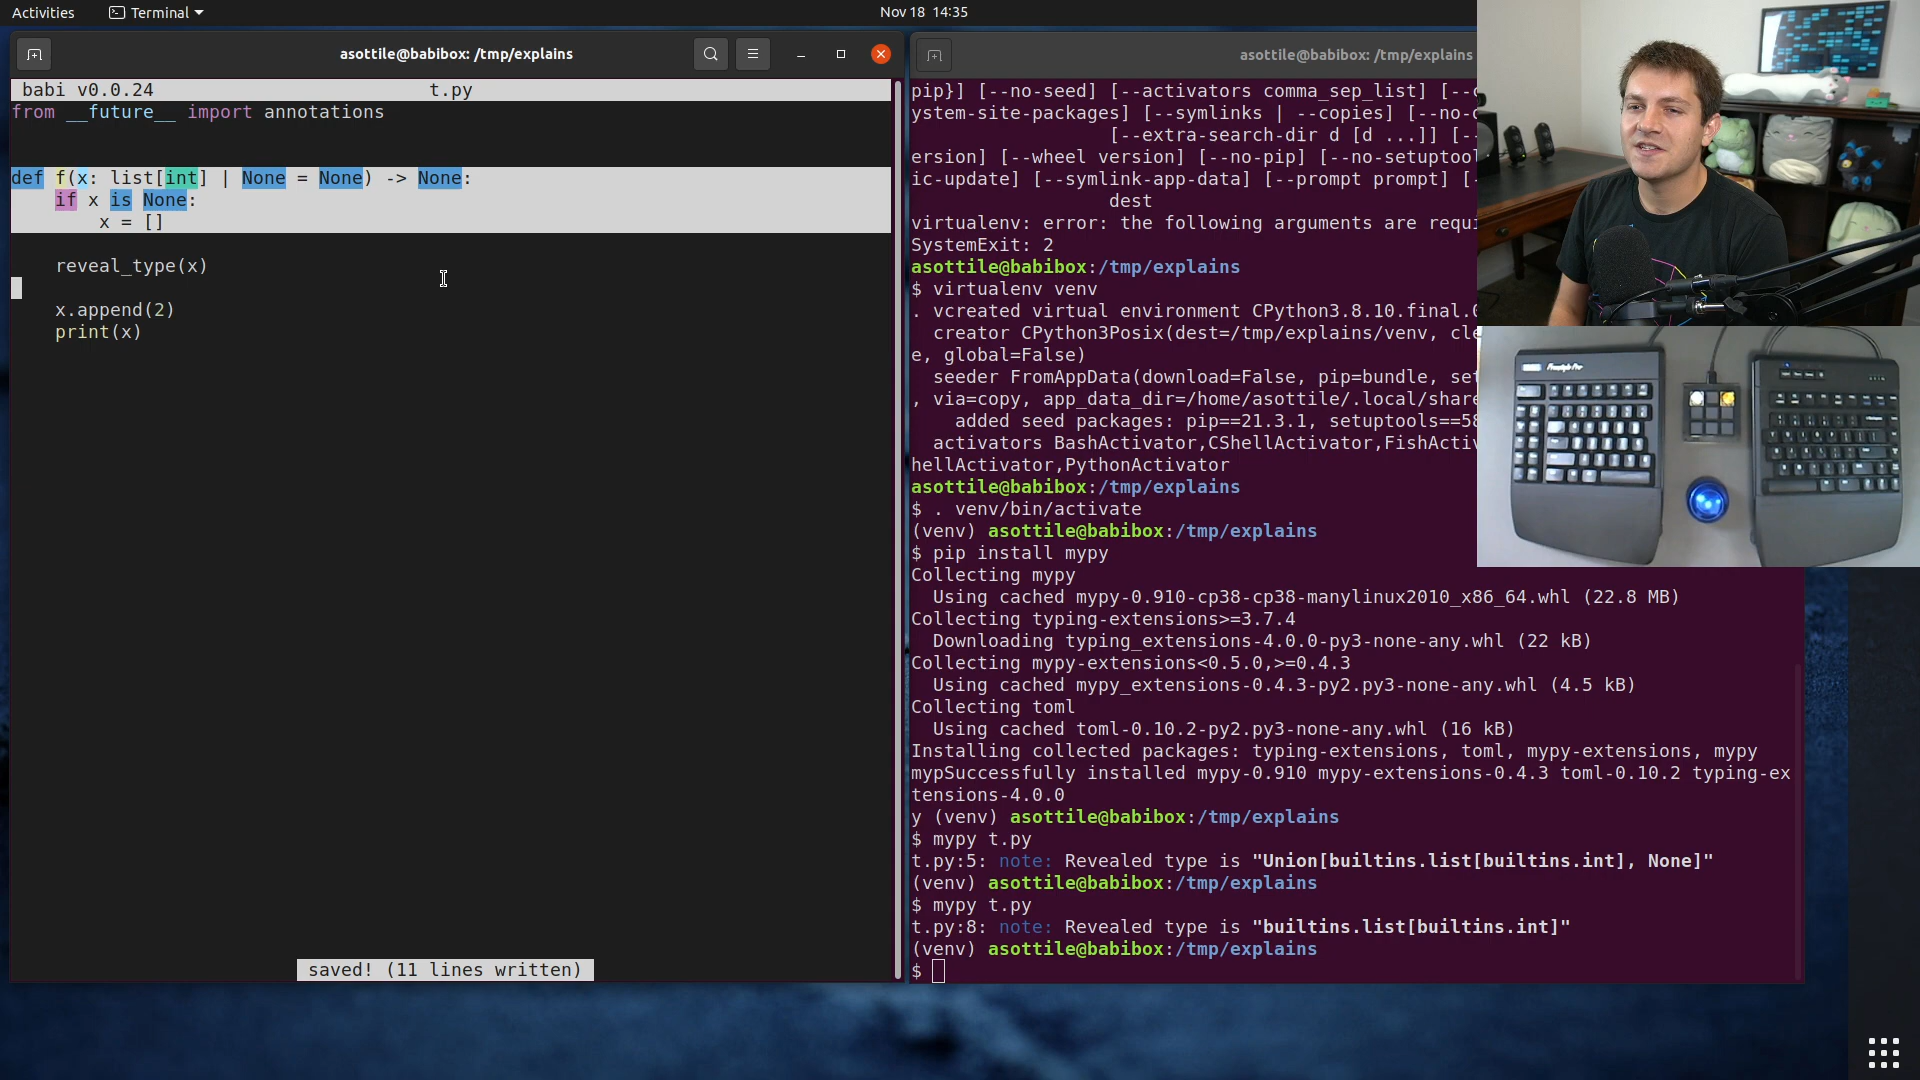 Activities
Terminal
Nov 18 14:35
asottile@babibox: /tmp/explains
babi v0.0.24
t.py
from __future__ import annotations
def f(x: list[int] | None = None) -> None:
if x is None:
x = []
reveal_type(x)
x.append(2)
print(x)
saved! (11 lines written)
asottile@babibox: /tmp/explains
pip}] [--no-seed] [--activators comma_sep_list] [--
ystem-site-packages] [--symlinks | --copies] [--no-
[--extra-search-dir d [d ...]] [--
ersion] [--wheel version] [--no-pip] [--no-setuptool
ic-update] [--symlink-app-data] [--prompt prompt] [-
dest
virtualenv: error: the following arguments are requi
SystemExit: 2
asottile@babibox:/tmp/explains
$ virtualenv venv
. vcreated virtual environment CPython3.8.10.final.
creator CPython3Posix(dest=/tmp/explains/venv, cle
e, global=False)
seeder FromAppData(download=False, pip=bundle, set
, via=copy, app_data_dir=/home/asottile/.local/share
added seed packages: pip==21.3.1, setuptools==58
activators BashActivator,CShellActivator,FishActiv
hellActivator,PythonActivator
asottile@babibox:/tmp/explains
$ . venv/bin/activate
(venv) asottile@babibox:/tmp/explains
$ pip install mypy
Collecting mypy
Using cached mypy-0.910-cp38-cp38-manylinux2010_x86_64.whl (22.8 MB)
Collecting typing-extensions>=3.7.4
Downloading typing_extensions-4.0.0-py3-none-any.whl (22 kB)
Collecting mypy-extensions<0.5.0,>=0.4.3
Using cached mypy_extensions-0.4.3-py2.py3-none-any.whl (4.5 kB)
Collecting toml
Using cached toml-0.10.2-py2.py3-none-any.whl (16 kB)
Installing collected packages: typing-extensions, toml, mypy-extensions, mypy
mypSuccessfully installed mypy-0.910 mypy-extensions-0.4.3 toml-0.10.2 typing-ex
tensions-4.0.0
y (venv) asottile@babibox:/tmp/explains
$ mypy t.py
t.py:5: note: Revealed type is "Union[builtins.list[builtins.int], None]"
(venv) asottile@babibox:/tmp/explains
$ mypy t.py
t.py:8: note: Revealed type is "builtins.list[builtins.int]"
(venv) asottile@babibox:/tmp/explains
$
Freestyle Pro